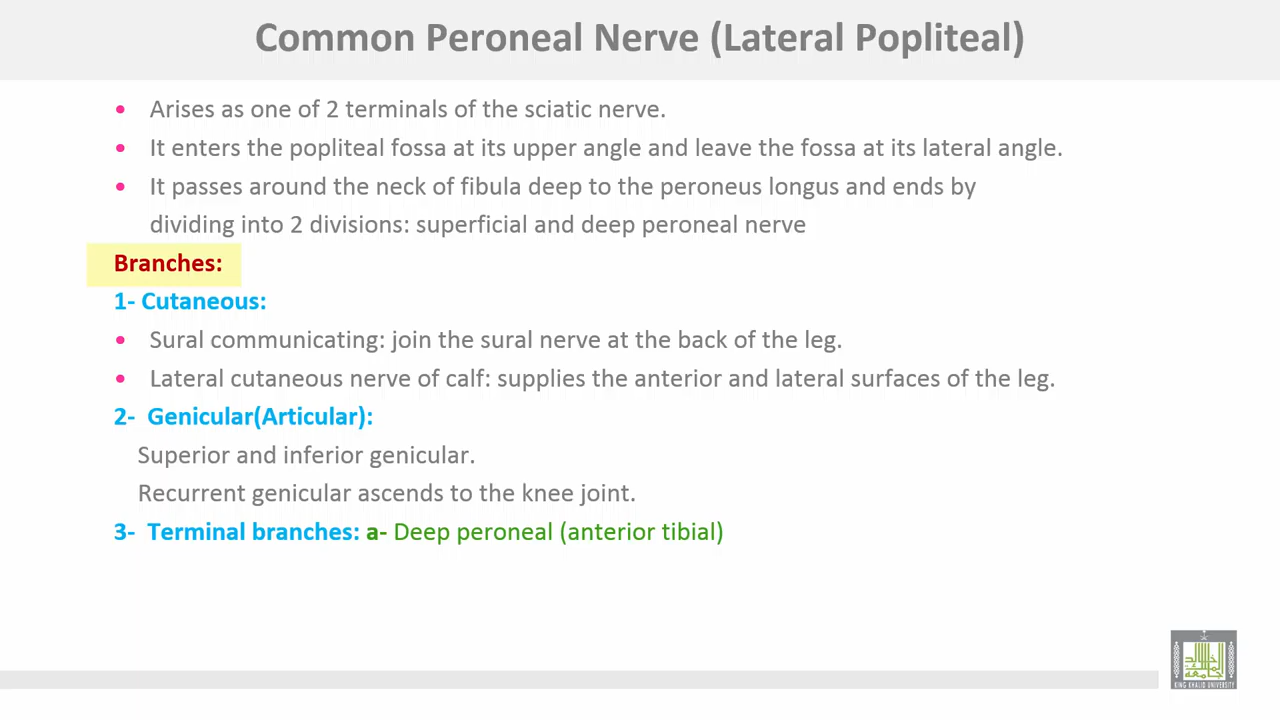 Common Peroneal Nerve (Lateral Popliteal)
• Arises as one of 2 terminals of the sciatic nerve.
• It enters the popliteal fossa at its upper angle and leave the fossa at its lateral angle.
• It passes around the neck of fibula deep to the peroneus longus and ends by
dividing into 2 divisions: superficial and deep peroneal nerve
Branches:
1- Cutaneous:
• Sural communicating: join the sural nerve at the back of the leg.
• Lateral cutaneous nerve of calf: supplies the anterior and lateral surfaces of the leg.
2- Genicular(Articular):
Superior and inferior genicular.
Recurrent genicular ascends to the knee joint.
3- Terminal branches: a- Deep peroneal (anterior tibial)
KING KHALID UNIVERSITY